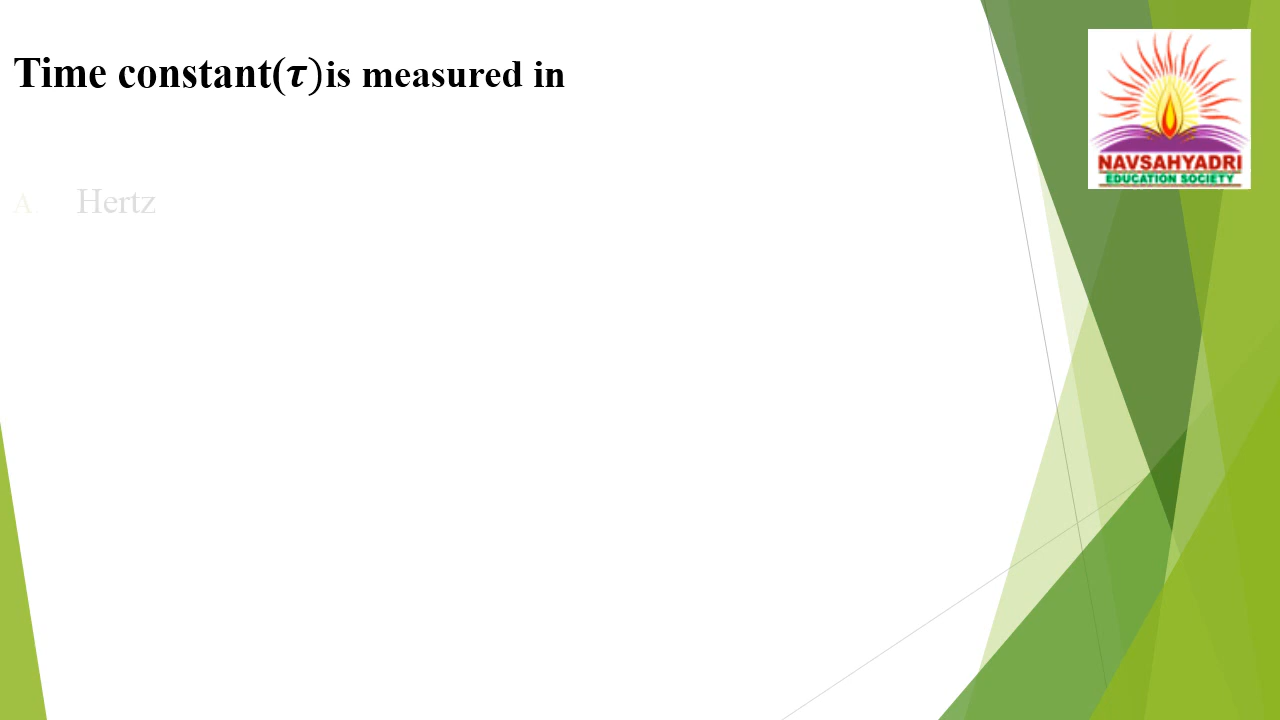 Time constant(𝝉)is measured in
A Hertz
NAVSAHYADRI
EDUCATION SOCIETY